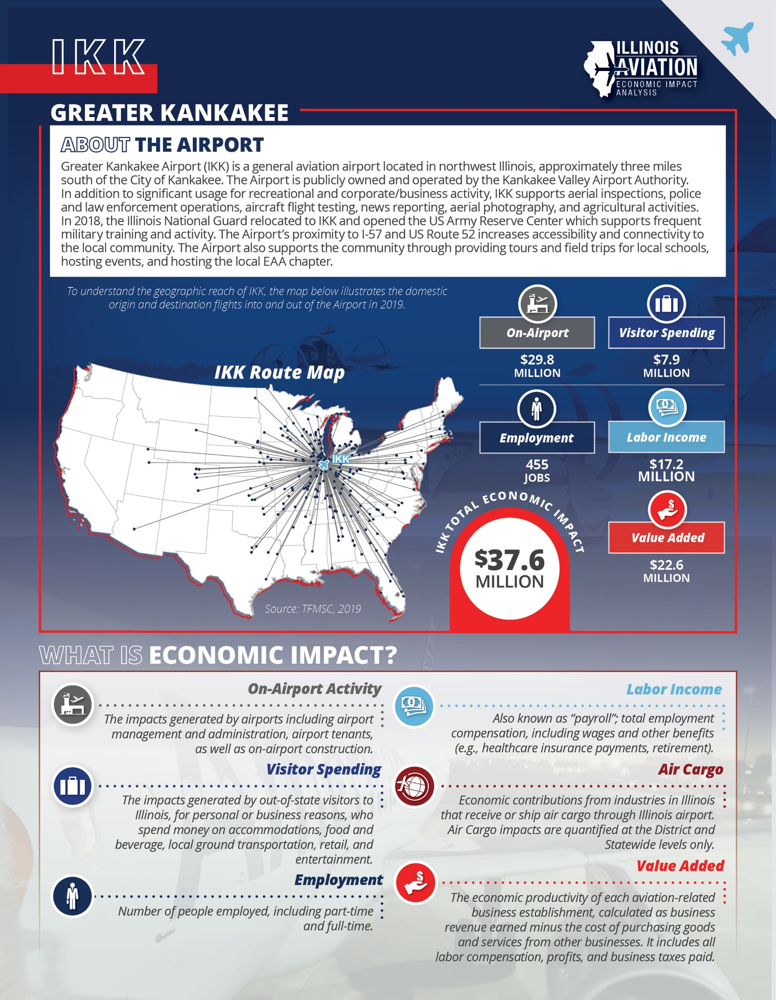 IKK
ILLINOIS
AVIATION
ECONOMIC IMPACT
ANALYSIS
GREATER KANKAKEE
ABOUT THE AIRPORT
Greater Kankakee Airport (IKK) is a general aviation airport located in northwest Illinois, approximately three miles
south of the City of Kankakee. The Airport is publicly owned and operated by the Kankakee Valley Airport Authority.
In addition to significant usage for recreational and corporate/business activity, IKK supports aerial inspections, police
and law enforcement operations, aircraft flight testing, news reporting, aerial photography, and agricultural activities.
In 2018, the Illinois National Guard relocated to IKK and opened the US Army Reserve Center which supports frequent
military training and activity. The Airport’s proximity to I-57 and US Route 52 increases accessibility and connectivity to
the local community. The Airport also supports the community through providing tours and field trips for local schools,
hosting events, and hosting the local EAA chapter.
To understand the geographic reach of IKK, the map below illustrates the domestic
origin and destination flights into and out of the Airport in 2019.
IKK Route Map
IKK
Source: TFMSC, 2019
On-Airport
$29.8
MILLION
Visitor Spending
$7.9
MILLION
Employment
455
JOBS
Labor Income
$17.2
MILLION
IKK TOTAL ECONOMIC IMPACT
$37.6
MILLION
Value Added
$22.6
MILLION
WHAT IS ECONOMIC IMPACT?
On-Airport Activity
The impacts generated by airports including airport
management and administration, airport tenants,
as well as on-airport construction.
Visitor Spending
The impacts generated by out-of-state visitors to
Illinois, for personal or business reasons, who
spend money on accommodations, food and
beverage, local ground transportation, retail, and
entertainment.
Employment
Number of people employed, including part-time
and full-time.
Labor Income
Also known as “payroll”; total employment
compensation, including wages and other benefits
(e.g., healthcare insurance payments, retirement).
Air Cargo
Economic contributions from industries in Illinois
that receive or ship air cargo through Illinois airport.
Air Cargo impacts are quantified at the District and
Statewide levels only.
Value Added
The economic productivity of each aviation-related
business establishment, calculated as business
revenue earned minus the cost of purchasing goods
and services from other businesses. It includes all
labor compensation, profits, and business taxes paid.